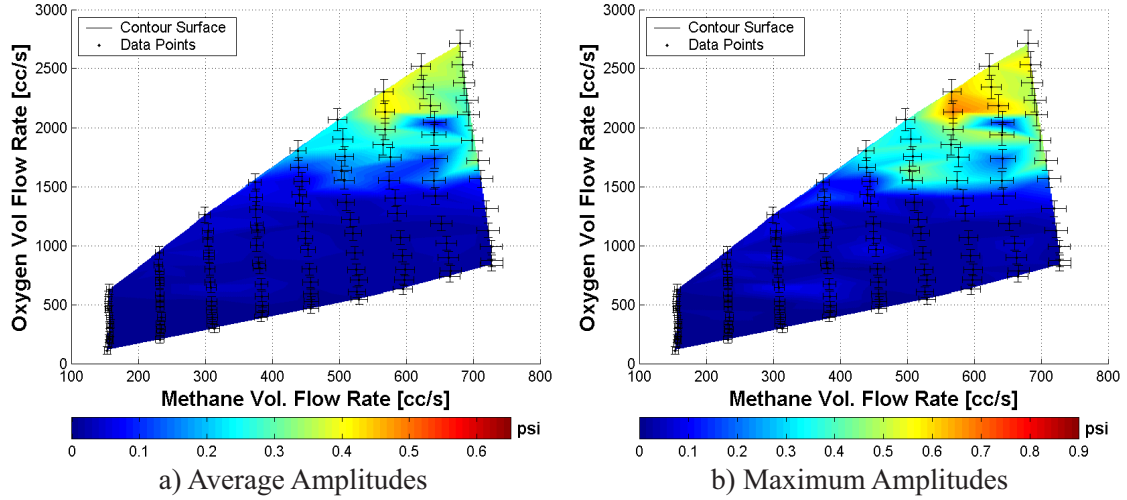 Contour Surface
Data Points
Oxygen Vol Flow Rate [cc/s]
3000
2500
2000
1500
1000
500
0
100 200 300 400 500 600 700 800
Methane Vol. Flow Rate [cc/s]
psi
0 0.1 0.2 0.3 0.4 0.5 0.6
a) Average Amplitudes
Contour Surface
Data Points
Oxygen Vol Flow Rate [cc/s]
3000
2500
2000
1500
1000
500
0
100 200 300 400 500 600 700 800
Methane Vol. Flow Rate [cc/s]
psi
0 0.1 0.2 0.3 0.4 0.5 0.6 0.7 0.8 0.9
b) Maximum Amplitudes